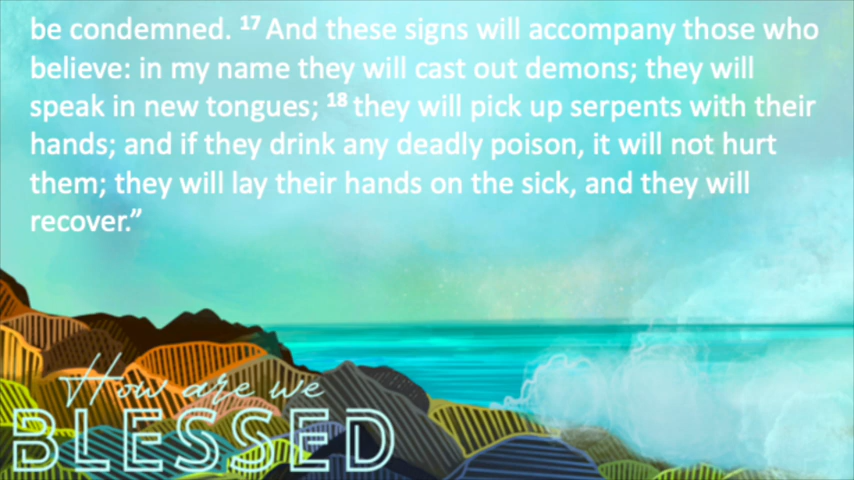 be condemned. 17 And these signs will accompany those who
believe: in my name they will cast out demons; they will
speak in new tongues; 18 they will pick up serpents with their
hands; and if they drink any deadly poison, it will not hurt
them; they will lay their hands on the sick, and they will
recover.”
How are we
BLESSED